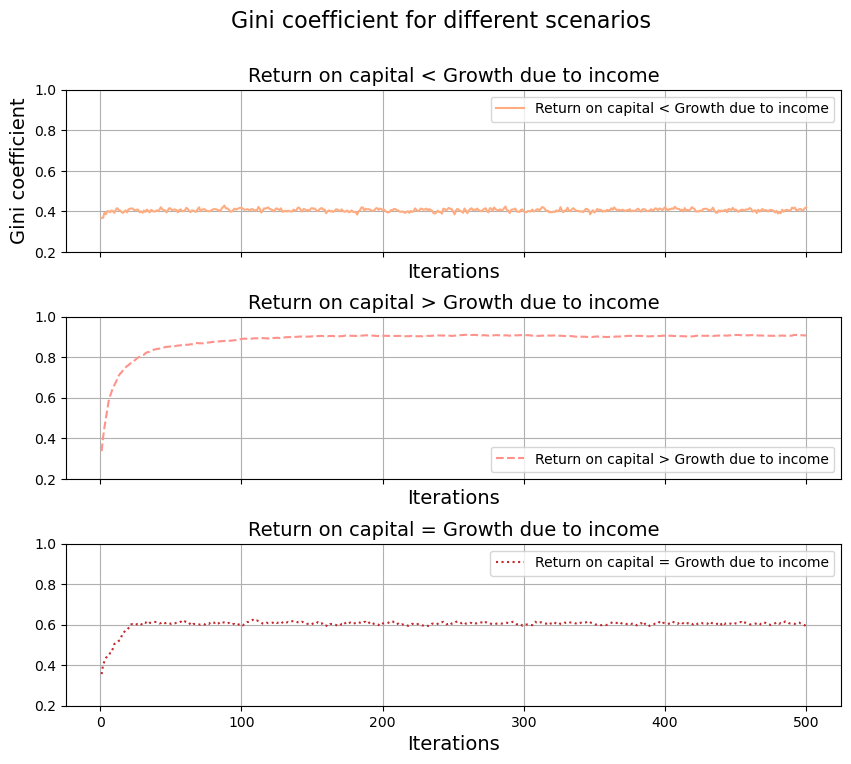 Gini coefficient for different scenarios
Return on capital < Growth due to income
1.0
0.8
0.6
0.4
0.2
Gini coefficient
Return on capital < Growth due to income
Iterations
Return on capital > Growth due to income
1.0
0.8
0.6
0.4
0.2
Return on capital > Growth due to income
Iterations
Return on capital = Growth due to income
1.0
0.8
0.6
0.4
0.2
Return on capital = Growth due to income
0 100 200 300 400 500
Iterations